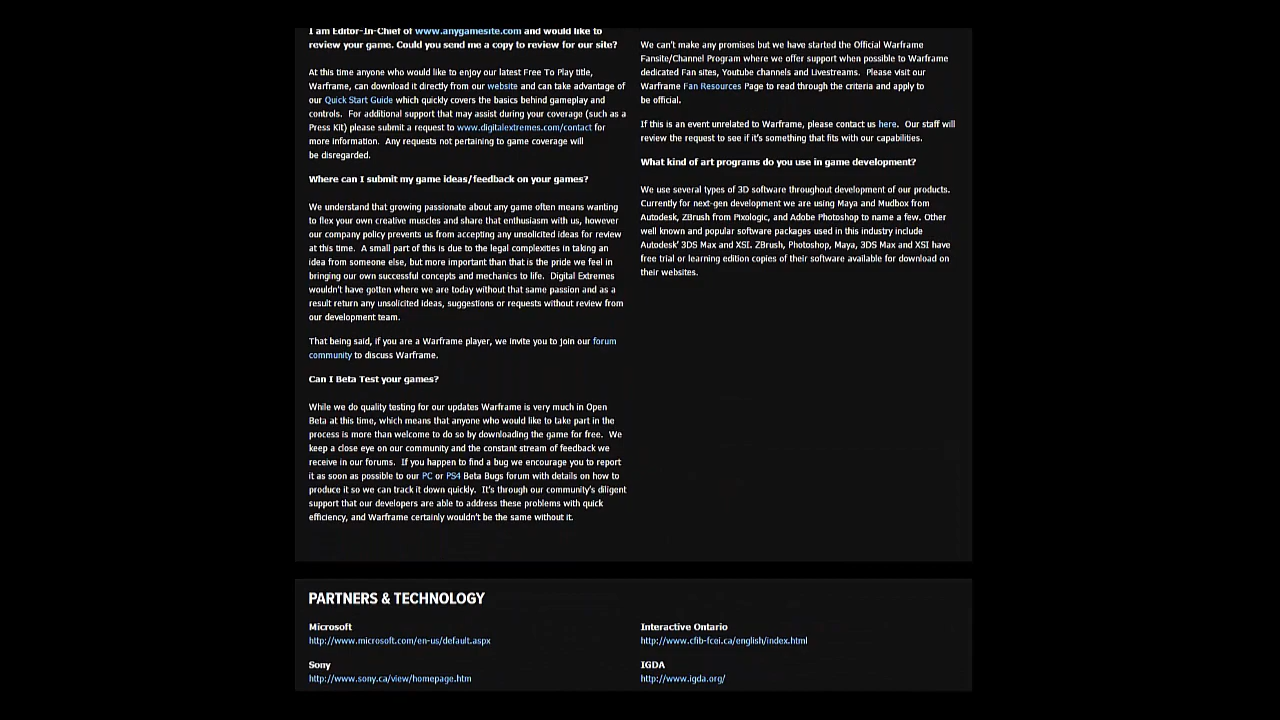 I am Editor-In-Chief of www.anygamesite.com and would like to
review your game. Could you send me a copy to review for our site?
At this time anyone who would like to enjoy our latest Free To Play title,
Warframe, can download it directly from our website and can take advantage of
our Quick Start Guide which quickly covers the basics behind gameplay and
controls.  For additional support that may assist during your coverage (such as a
Press Kit) please submit a request to www.digitalextremes.com/contact for
more information.  Any requests not pertaining to game coverage will
be disregarded.
Where can I submit my game ideas/feedback on your games?
We understand that growing passionate about any game often means wanting
to flex your own creative muscles and share that enthusiasm with us, however
our company policy prevents us from accepting any unsolicited ideas for review
at this time.  A small part of this is due to the legal complexities in taking an
idea from someone else, but more important than that is the pride we feel in
bringing our own successful concepts and mechanics to life.  Digital Extremes
wouldn't have gotten where we are today without that same passion and as a
result return any unsolicited ideas, suggestions or requests without review from
our development team.
That being said, if you are a Warframe player, we invite you to join our forum
community to discuss Warframe.
Can I Beta Test your games?
While we do quality testing for our updates Warframe is very much in Open
Beta at this time, which means that anyone who would like to take part in the
process is more than welcome to do so by downloading the game for free.  We
keep a close eye on our community and the constant stream of feedback we
receive in our forums.  If you happen to find a bug we encourage you to report
it as soon as possible to our PC or PS4 Beta Bugs forum with details on how to
produce it so we can track it down quickly.  It's through our community's diligent
support that our developers are able to address these problems with quick
efficiency, and Warframe certainly wouldn't be the same without it.
We can't make any promises but we have started the Official Warframe
Fansite/Channel Program where we offer support when possible to Warframe
dedicated Fan sites, Youtube channels and Livestreams.  Please visit our
Warframe Fan Resources Page to read through the criteria and apply to
be official.
If this is an event unrelated to Warframe, please contact us here.  Our staff will
review the request to see if it's something that fits with our capabilities.
What kind of art programs do you use in game development?
We use several types of 3D software throughout development of our products.
Currently for next-gen development we are using Maya and Mudbox from
Autodesk, ZBrush from Pixologic, and Adobe Photoshop to name a few. Other
well known and popular software packages used in this industry include
Autodesk' 3DS Max and XSI. ZBrush, Photoshop, Maya, 3DS Max and XSI have
free trial or learning edition copies of their software available for download on
their websites.
PARTNERS & TECHNOLOGY
Microsoft
http://www.microsoft.com/en-us/default.aspx
Sony
http://www.sony.ca/view/homepage.htm
Interactive Ontario
http://www.cfib-fcei.ca/english/index.html
IGDA
http://www.igda.org/